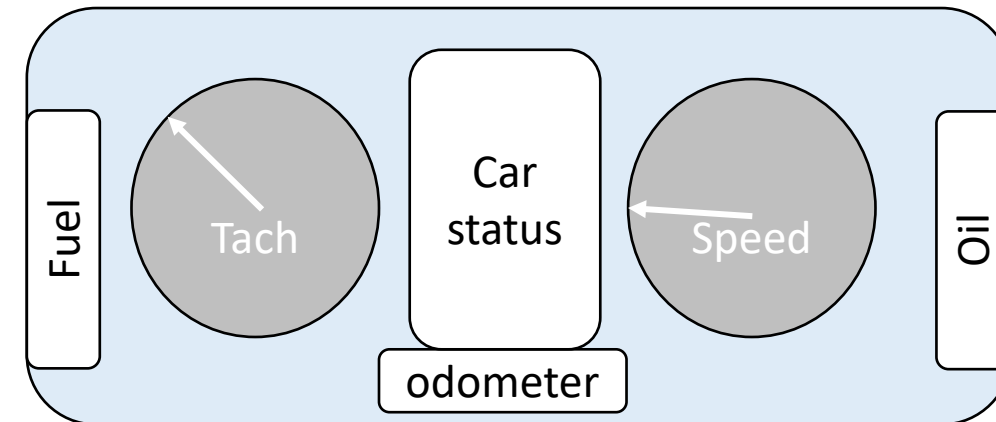 Fuel
Tach
Car
status
Speed
Oil
odometer